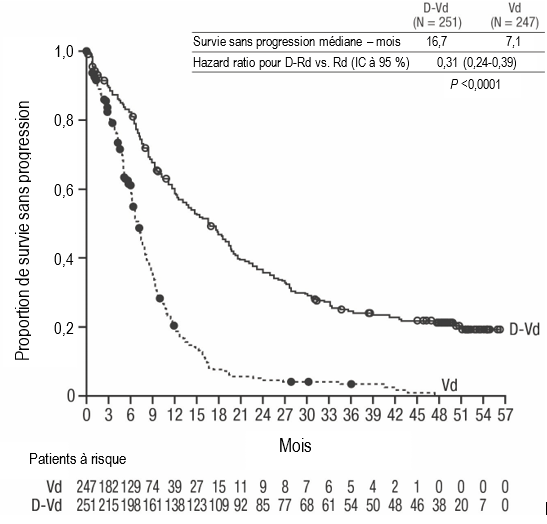 D-Vd Vd
(N = 251) (N = 247)
Survie sans progression médiane – mois 16,7 7,1
Hazard ratio pour D-Rd vs. Rd (IC à 95 %) 0,31 (0,24-0,39)
P <0,0001
Proportion de survie sans progression
1,0
0,8
0,6
0,4
0,2
0
D-Vd
Vd
0 3 6 9 12 15 18 21 24 27 30 33 36 39 42 45 48 51 54 57
Mois
Patients à risque
Vd 247 182 129 74 39 27 15 11 9 8 7 6 5 4 2 1 0 0 0 0
D-Vd 251 215 198 161 138 123 109 92 85 77 68 61 54 50 48 46 38 20 7 0